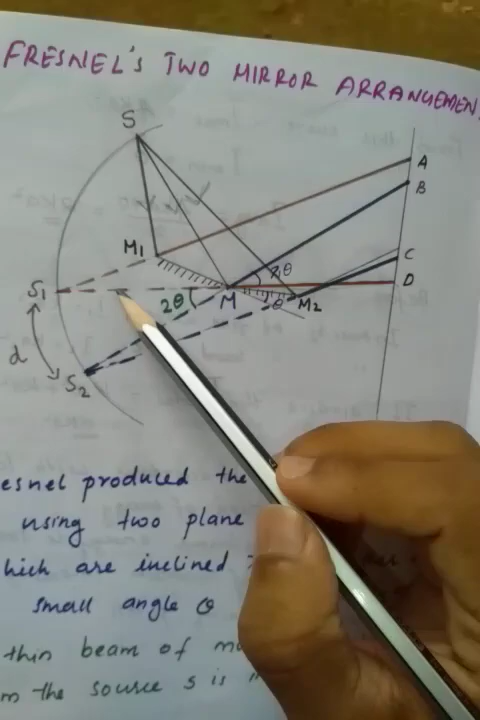 FRESNEL'S TWO MIRROR ARRANGEMEN
S
A
B
M1
C
2θ
S1
D
M
2θ
θ
M2
d
S2
esnel produced the
using two plane
hich are inclined
small angle θ
thin beam of
m the source s is